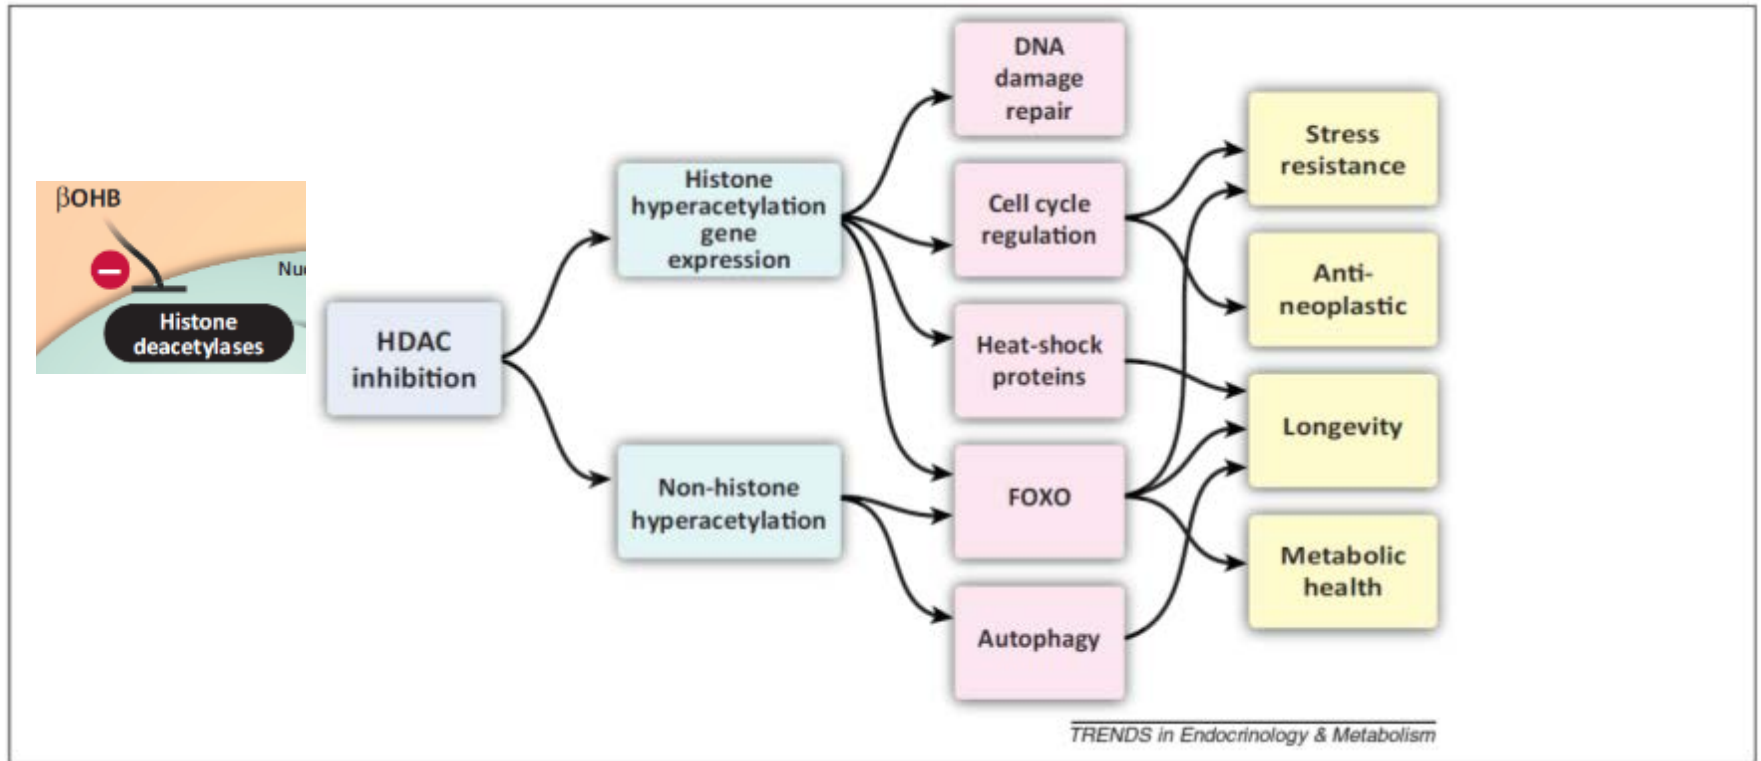 βOHB
Nuc
Histone
deacetylases
HDAC
inhibition
Histone
hyperacetylation
gene
expression
Non-histone
hyperacetylation
DNA
damage
repair
Cell cycle
regulation
Heat-shock
proteins
FOXO
Autophagy
Stress
resistance
Anti-
neoplastic
Longevity
Metabolic
health
TRENDS in Endocrinology & Metabolism